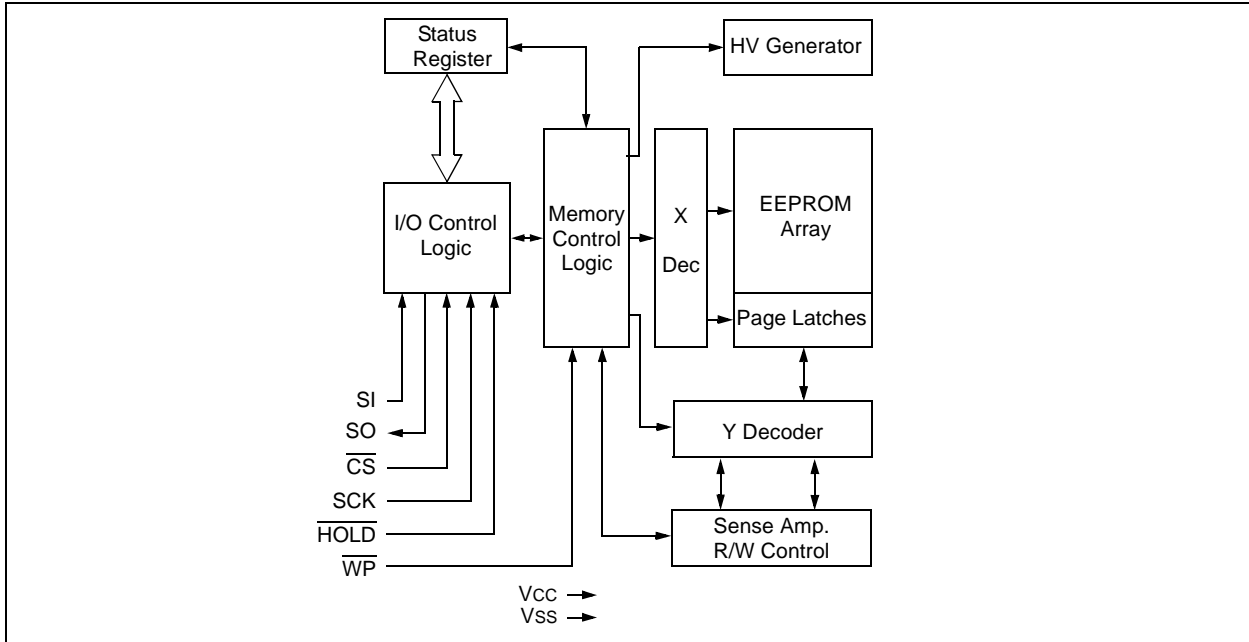 Status
Register
HV Generator
I/O Control
Logic
Memory
Control
Logic
X
Dec
EEPROM
Array
Page Latches
SI
SO
CS
SCK
HOLD
WP
Y Decoder
Sense Amp.
R/W Control
VCC
VSS